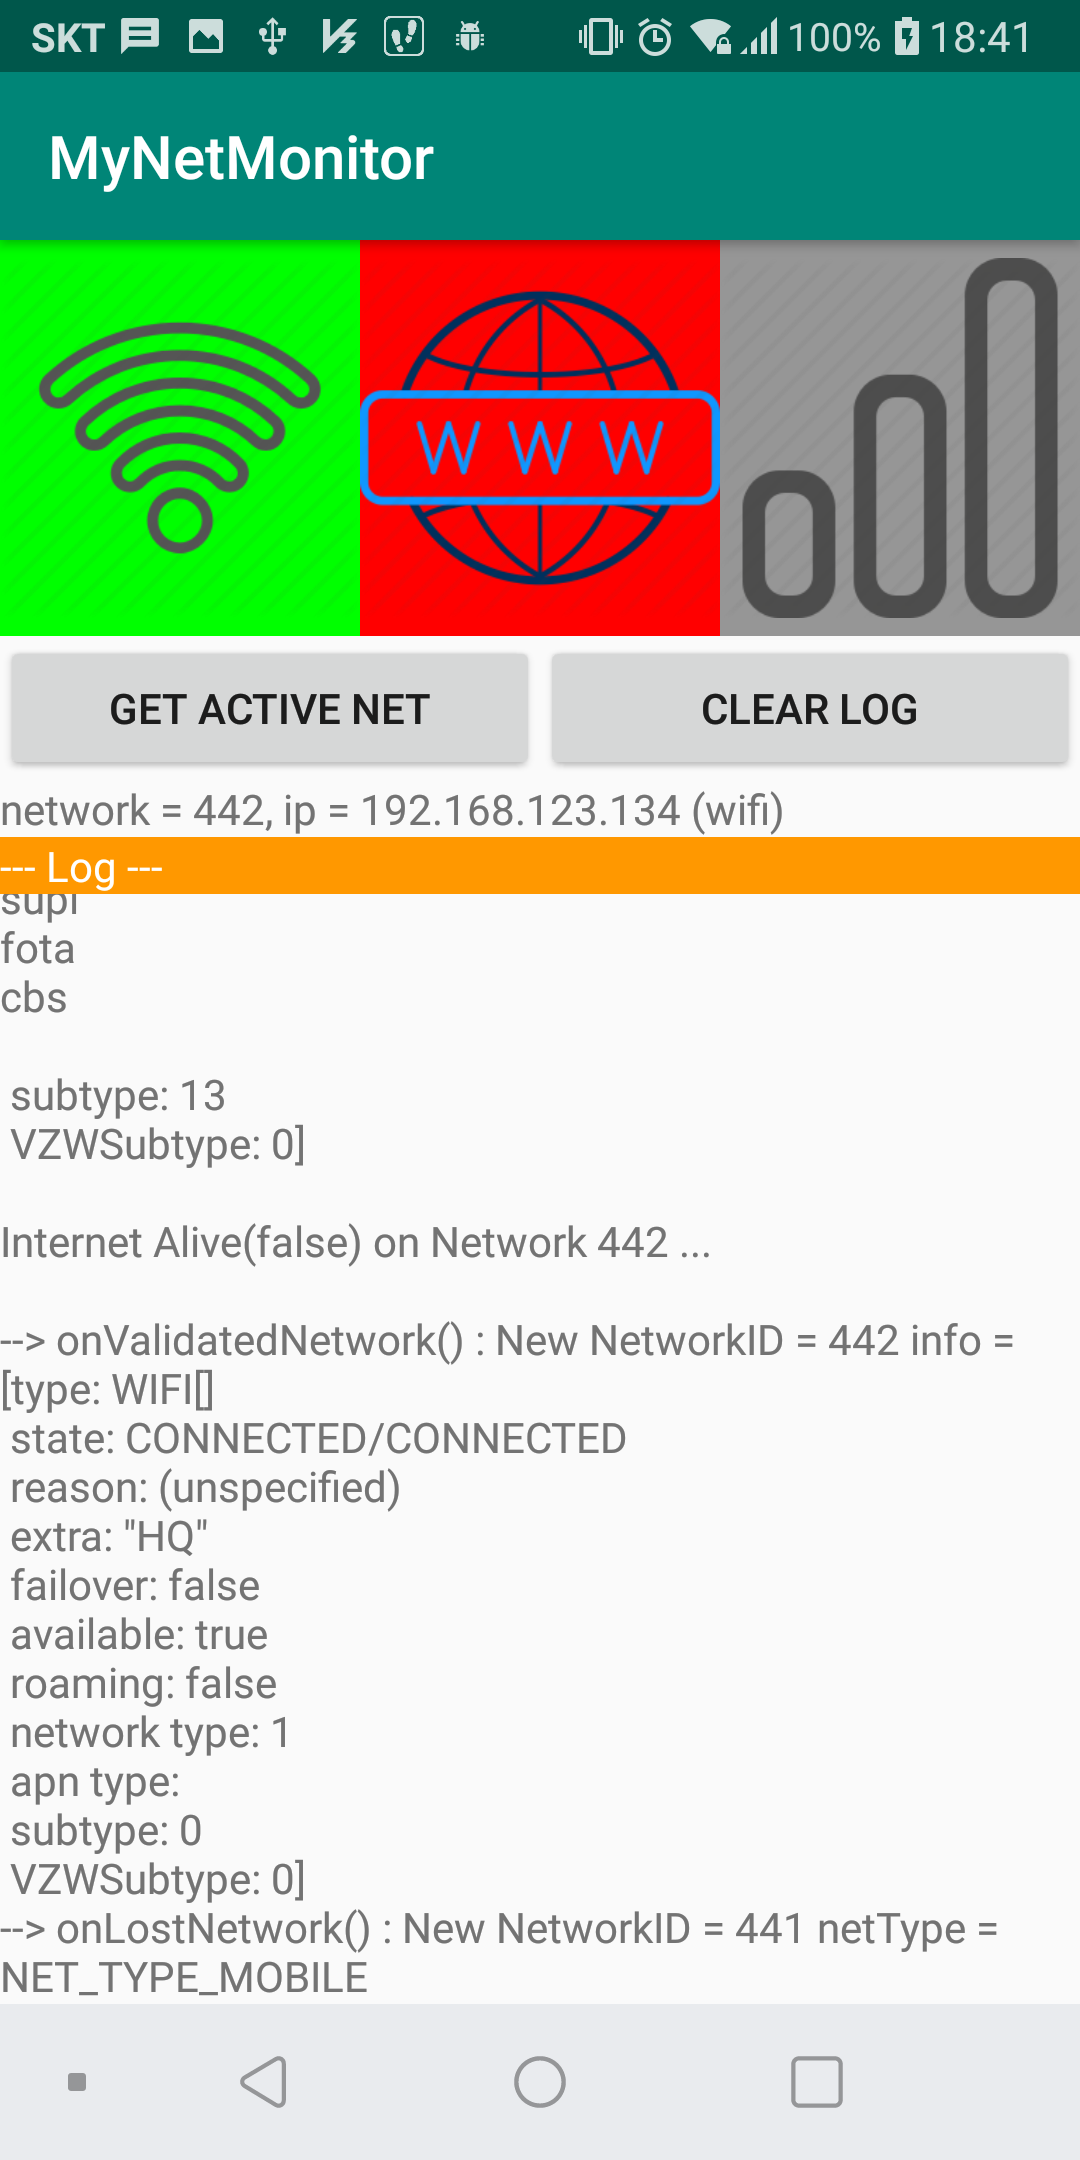 SKT 100% 18:41
MyNetMonitor
W W W
GET ACTIVE NET CLEAR LOG
network = 442, ip = 192.168.123.134 (wifi)
--- Log ---
supl
fota
cbs
subtype: 13
VZWSubtype: 0]
Internet Alive(false) on Network 442 ...
--> onValidatedNetwork() : New NetworkID = 442 info =
[type: WIFI[]
state: CONNECTED/CONNECTED
reason: (unspecified)
extra: "HQ"
failover: false
available: true
roaming: false
network type: 1
apn type:
subtype: 0
VZWSubtype: 0]
--> onLostNetwork() : New NetworkID = 441 netType =
NET_TYPE_MOBILE